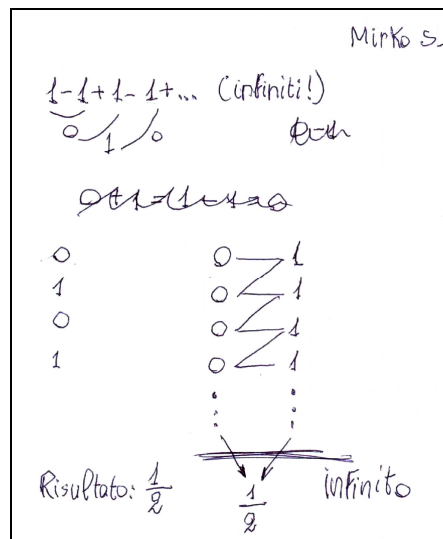 Mirko S.
1-1+1-1+... (infiniti!)
0 1 0
0 0 1
1 0 1
0 0 1
1 0 1
Risultato: 1/2 1/2 infinito